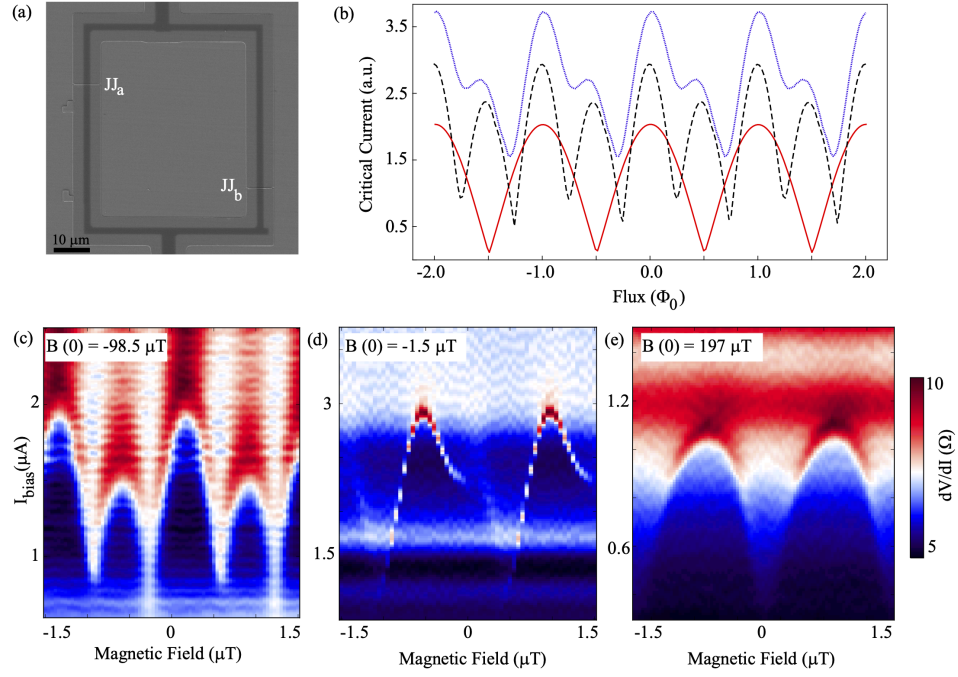 (a)
JJa
JJb
10 μm
(b)
3.7
2.5
1.5
0.5
Critical Current (a.u.)
-2.0 -1.0 0.0 1.0 2.0
Flux (Φ0)
(c)
B (0) = -98.5 μT
2
1
Ibias(μA)
-1.5 0 1.5
Magnetic Field (μT)
(d)
B (0) = -1.5 μT
3
1.5
-1.5 0 1.5
Magnetic Field (μT)
(e)
B (0) = 197 μT
1.2
0.6
-1.5 0 1.5
Magnetic Field (μT)
10
5
dV/dI (Ω)